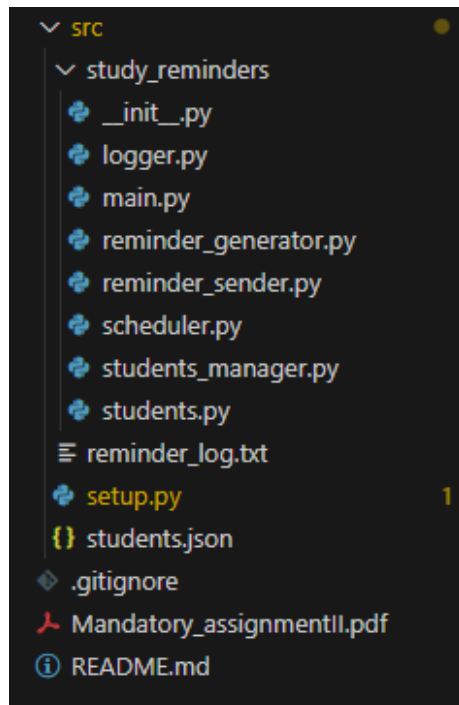 src
study_reminders
__init__.py
logger.py
main.py
reminder_generator.py
reminder_sender.py
scheduler.py
students_manager.py
students.py
reminder_log.txt
setup.py 1
{} students.json
.gitignore
Mandatory_assignmentII.pdf
README.md